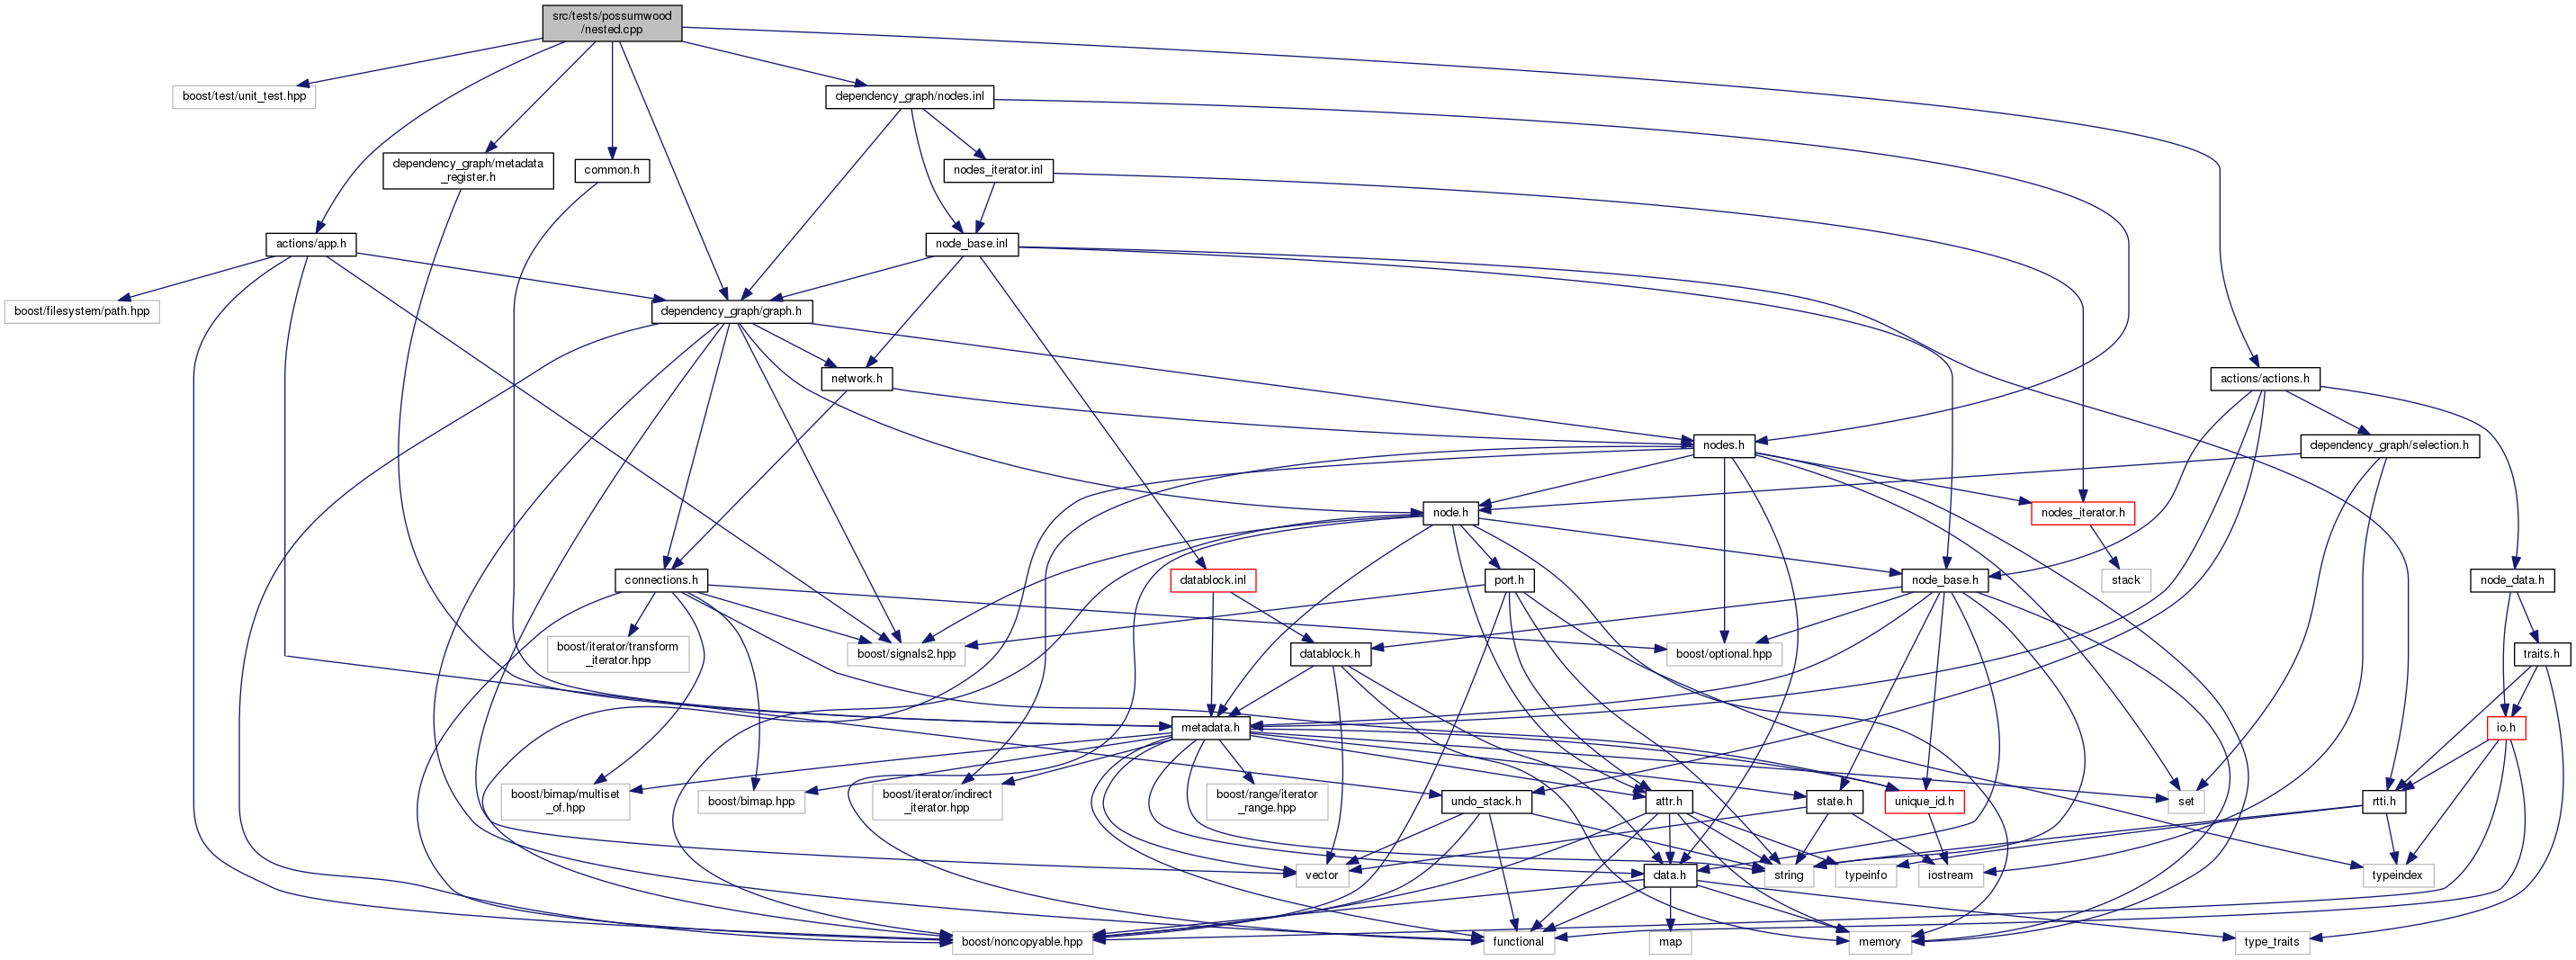 src/tests/possumwood
/nested.cpp
boost/test/unit_test.hpp
dependency_graph/nodes.inl
dependency_graph/metadata
_register.h
common.h
nodes_iterator.inl
actions/app.h
node_base.inl
boost/filesystem/path.hpp
dependency_graph/graph.h
network.h
actions/actions.h
nodes.h
dependency_graph/selection.h
node.h
nodes_iterator.h
connections.h
datablock.inl
port.h
node_base.h
stack
node_data.h
boost/iterator/transform
_iterator.hpp
boost/signals2.hpp
boost/optional.hpp
datablock.h
traits.h
metadata.h
io.h
boost/bimap/multiset
_of.hpp
boost/bimap.hpp
boost/iterator/indirect
_iterator.hpp
boost/range/iterator
_range.hpp
undo_stack.h
attr.h
state.h
unique_id.h
set
rtti.h
vector
data.h
string
typeinfo
iostream
typeindex
boost/noncopyable.hpp
functional
map
memory
type_traits